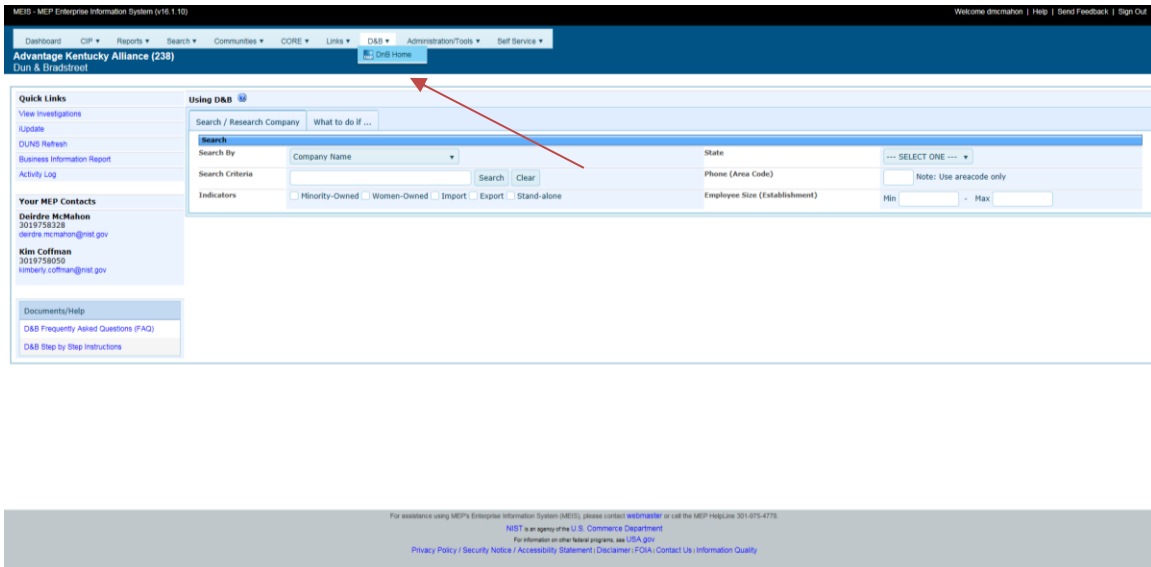 MEIS - MEP Enterprise Information System (v16.1.10)
Welcome dmcmahon | Help | Send Feedback | Sign Out
Dashboard CIP ▾ Reports ▾ Search ▾ Communities ▾ CORE ▾ Links ▾ D&B ▾ Administration/Tools ▾ Self Service ▾
DnB Home
Advantage Kentucky Alliance (238)
Dun & Bradstreet
Quick Links
View Investigations
iUpdate
DUNS Refresh
Business Information Report
Activity Log
Your MEP Contacts
Deirdre McMahon
3019758328
deirdre.mcmahon@nist.gov
Kim Coffman
3019758050
kimberly.coffman@nist.gov
Documents/Help
D&B Frequently Asked Questions (FAQ)
D&B Step by Step Instructions
Using D&B
Search / Research Company What to do if ...
Search
Search By Company Name ▾ State --- SELECT ONE --- ▾
Search Criteria Search Clear Phone (Area Code) Note: Use areacode only
Indicators Minority-Owned Women-Owned Import Export Stand-alone Employee Size (Establishment) Min - Max
For assistance using MEP's Enterprise Information System (MEIS), please contact webmaster or call the MEP HelpLine 301-975-4778.
NIST is an agency of the U.S. Commerce Department
For information on other federal programs, see USA.gov
Privacy Policy / Security Notice / Accessibility Statement | Disclaimer | FOIA | Contact Us | Information Quality